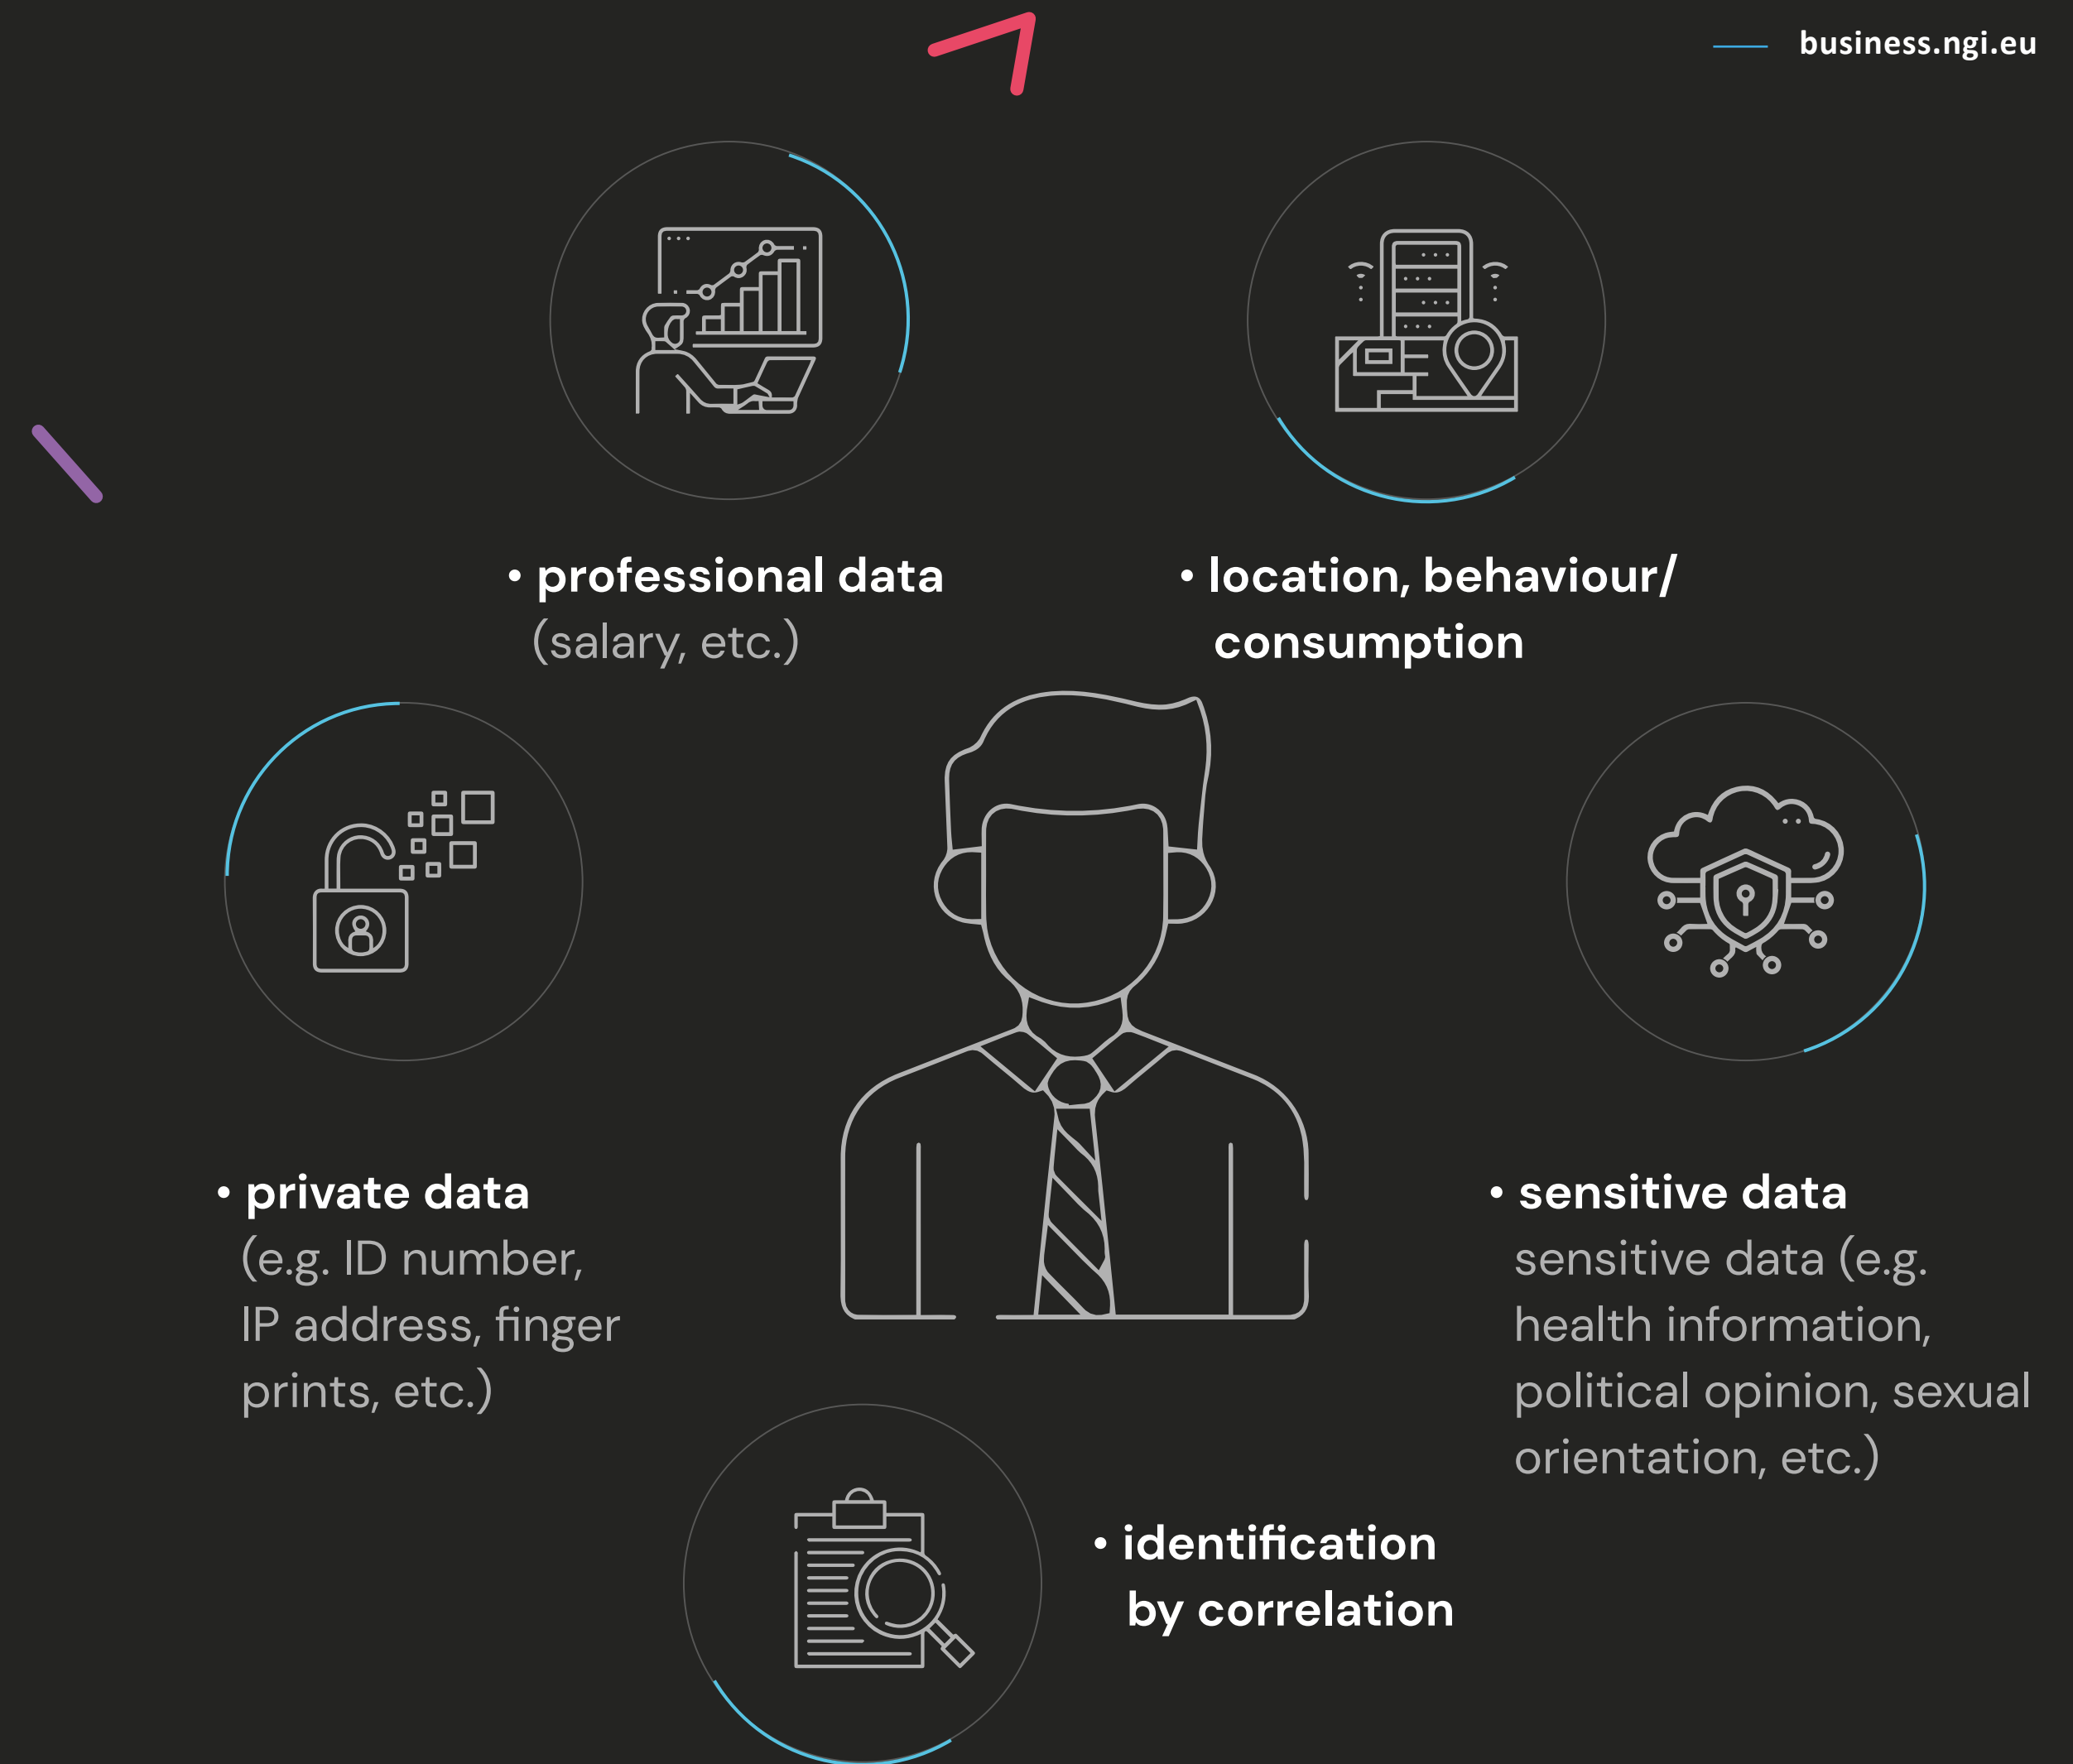 business.ngi.eu
• professional data
(salary, etc.)
• location, behaviour/
consumption
• private data
(e.g. ID number,
IP address, finger
prints, etc.)
• sensitive data
sensitive data (e.g.
health information,
political opinion, sexual
orientation, etc.)
• identification
by correlation